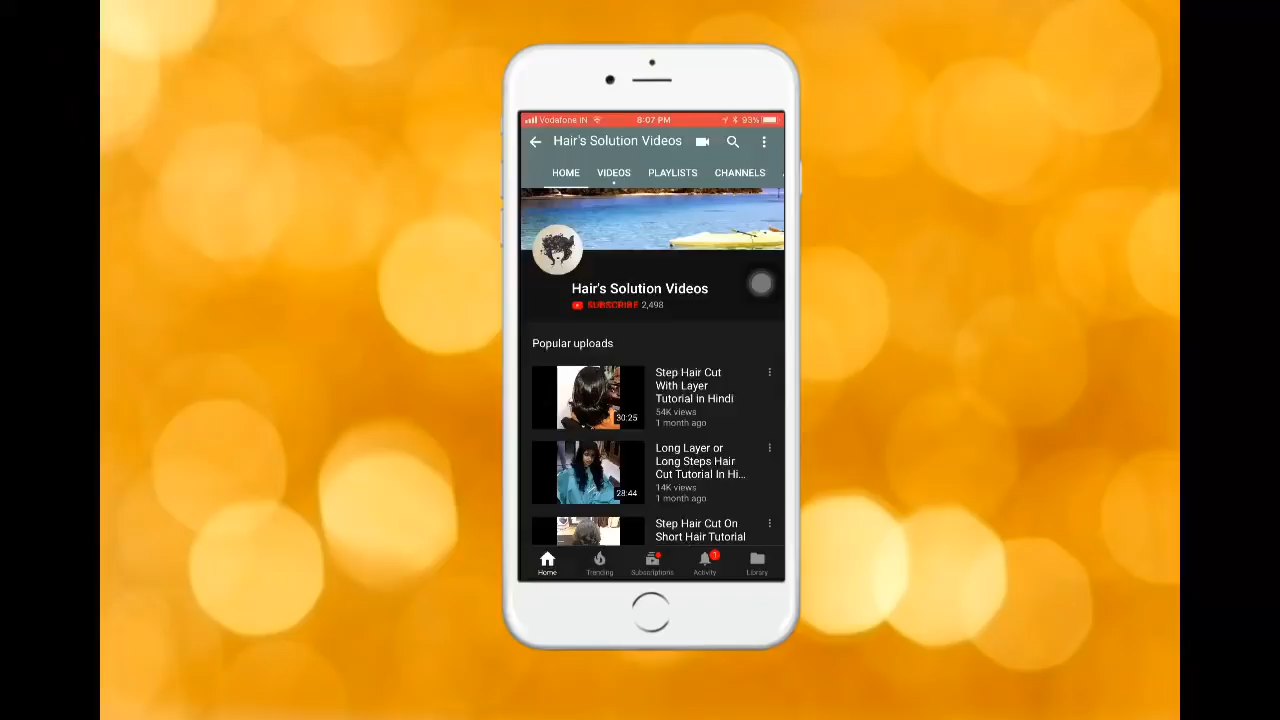 Vodafone IN 8:07 PM 93%
Hair's Solution Videos
HOME VIDEOS PLAYLISTS CHANNELS
Hair's Solution Videos
SUBSCRIBE 2,498
Popular uploads
Step Hair Cut
With Layer
Tutorial in Hindi
54K views
1 month ago
30:25
Long Layer or
Long Steps Hair
Cut Tutorial In Hi...
14K views
1 month ago
28:44
Step Hair Cut On
Short Hair Tutorial
Home Trending Subscriptions Activity Library
1